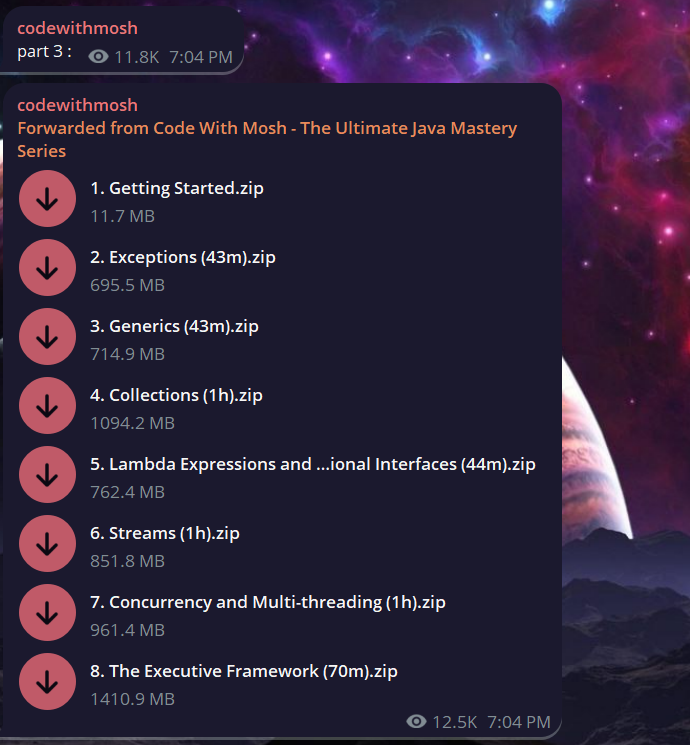 codewithmosh
part 3 :
11.8K 7:04 PM
codewithmosh
Forwarded from Code With Mosh - The Ultimate Java Mastery
Series
1. Getting Started.zip
11.7 MB
2. Exceptions (43m).zip
695.5 MB
3. Generics (43m).zip
714.9 MB
4. Collections (1h).zip
1094.2 MB
5. Lambda Expressions and ...ional Interfaces (44m).zip
762.4 MB
6. Streams (1h).zip
851.8 MB
7. Concurrency and Multi-threading (1h).zip
961.4 MB
8. The Executive Framework (70m).zip
1410.9 MB
12.5K 7:04 PM